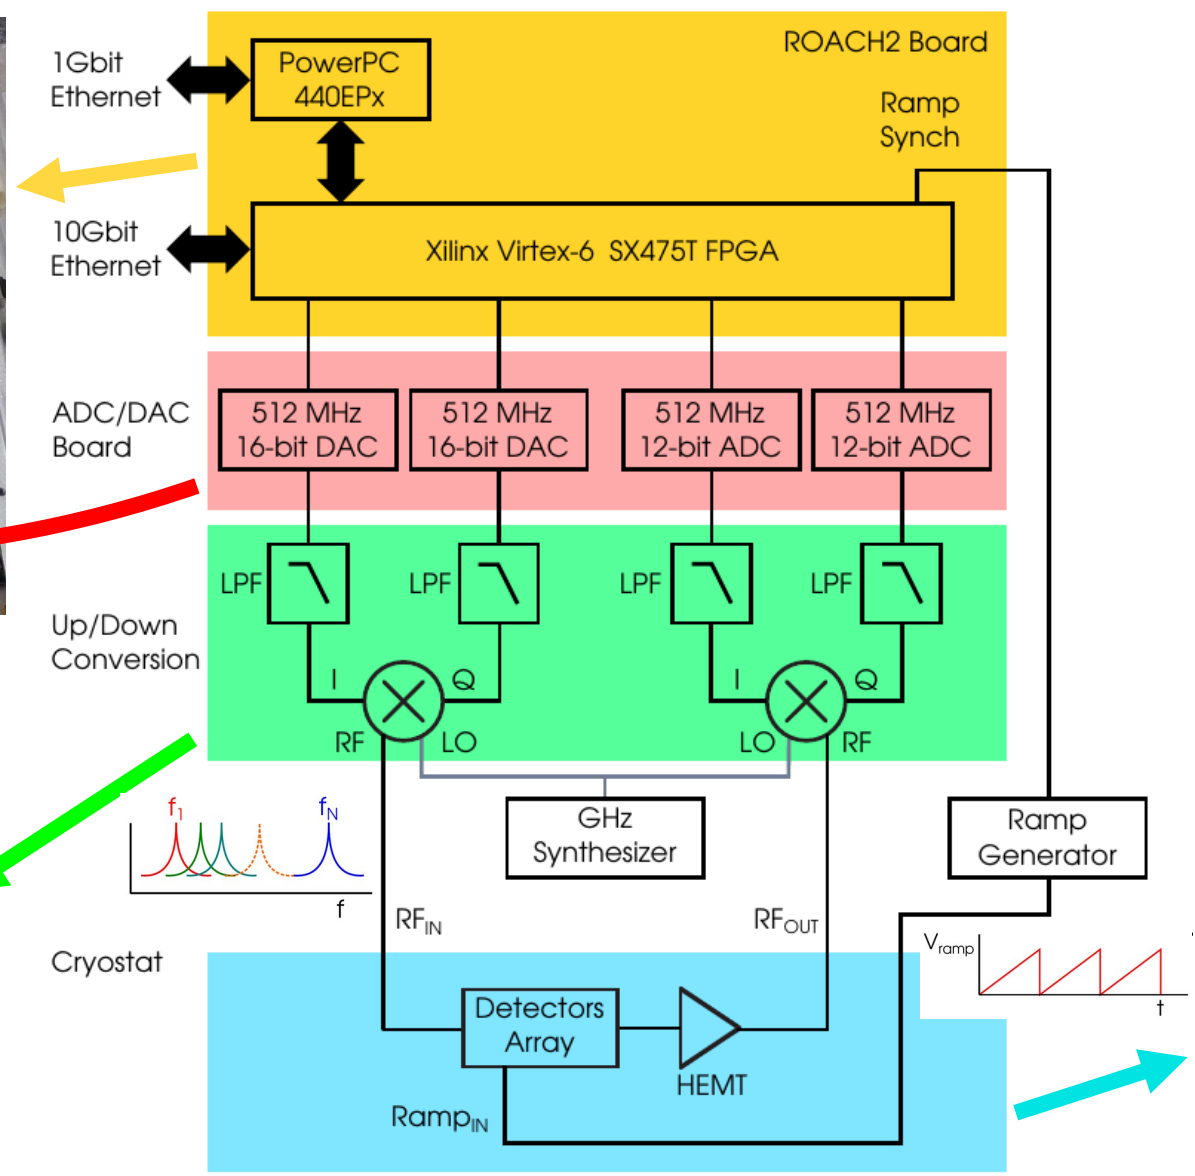 ROACH2 Board
1Gbit
Ethernet
PowerPC
440EPx
Ramp
Synch
10Gbit
Ethernet
Xilinx Virtex-6 SX475T FPGA
ADC/DAC
Board
512 MHz
16-bit DAC
512 MHz
16-bit DAC
512 MHz
12-bit ADC
512 MHz
12-bit ADC
LPF
LPF
LPF
LPF
Up/Down
Conversion
I
Q
I
Q
RF
LO
LO
RF
f1
fN
f
GHz
Synthesizer
Ramp
Generator
RFIN
RFOUT
Vramp
t
Cryostat
Detectors
Array
HEMT
RampIN